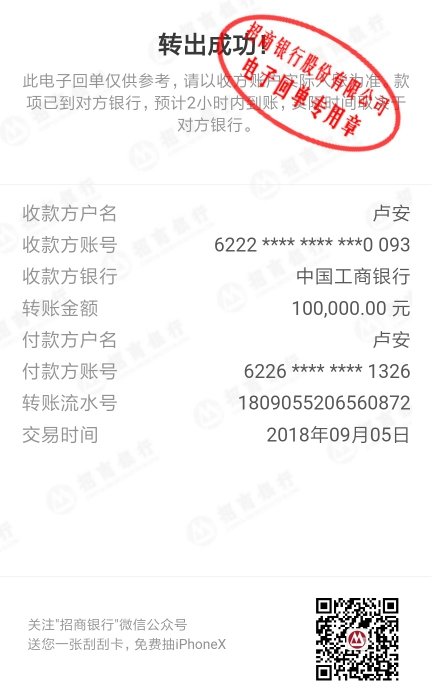 转出成功!
招商银行股份有限公司
电子回单专用章
此电子回单仅供参考，请以收方账户实际入账为准。款
项已到对方银行，预计2小时内到账，实际时间取决于
对方银行。
收款方户名 卢安
收款方账号 6222 **** **** ***0 093
收款方银行 中国工商银行
转账金额 100,000.00 元
付款方户名 卢安
付款方账号 6226 **** **** 1326
转账流水号 1809055206560872
交易时间 2018年09月05日
关注"招商银行"微信公众号
送您一张刮刮卡，免费抽iPhoneX